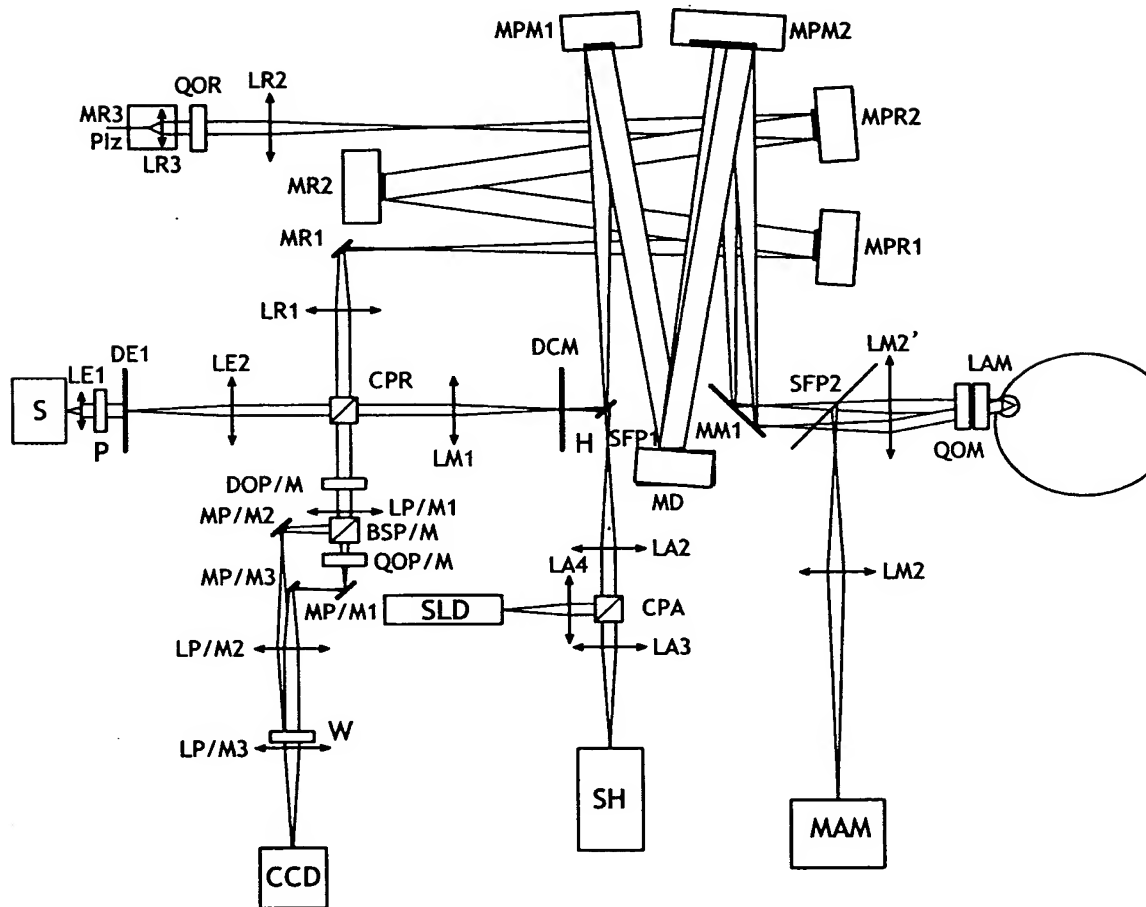 MPM1
MPM2
QOR
LR2
MR3
Piz
LR3
MPR2
MR2
MR1
MPR1
LR1
DE1
LE1
LE2
CPR
DCM
LM2'
LAM
SFP2
S
P
LM1
H
SFP1
MM1
QOM
MD
DOP/M
LP/M1
MP/M2
BSP/M
QOP/M
LA2
LA4
MP/M3
MP/M1
SLD
CPA
LM2
LP/M2
LA3
W
LP/M3
SH
MAM
CCD